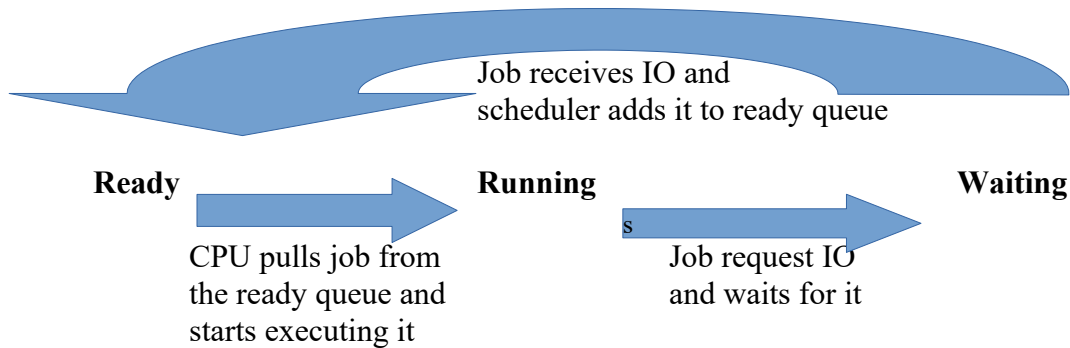 Job receives IO and
scheduler adds it to ready queue
Ready
Running
Waiting
s
CPU pulls job from
the ready queue and
starts executing it
Job request IO
and waits for it